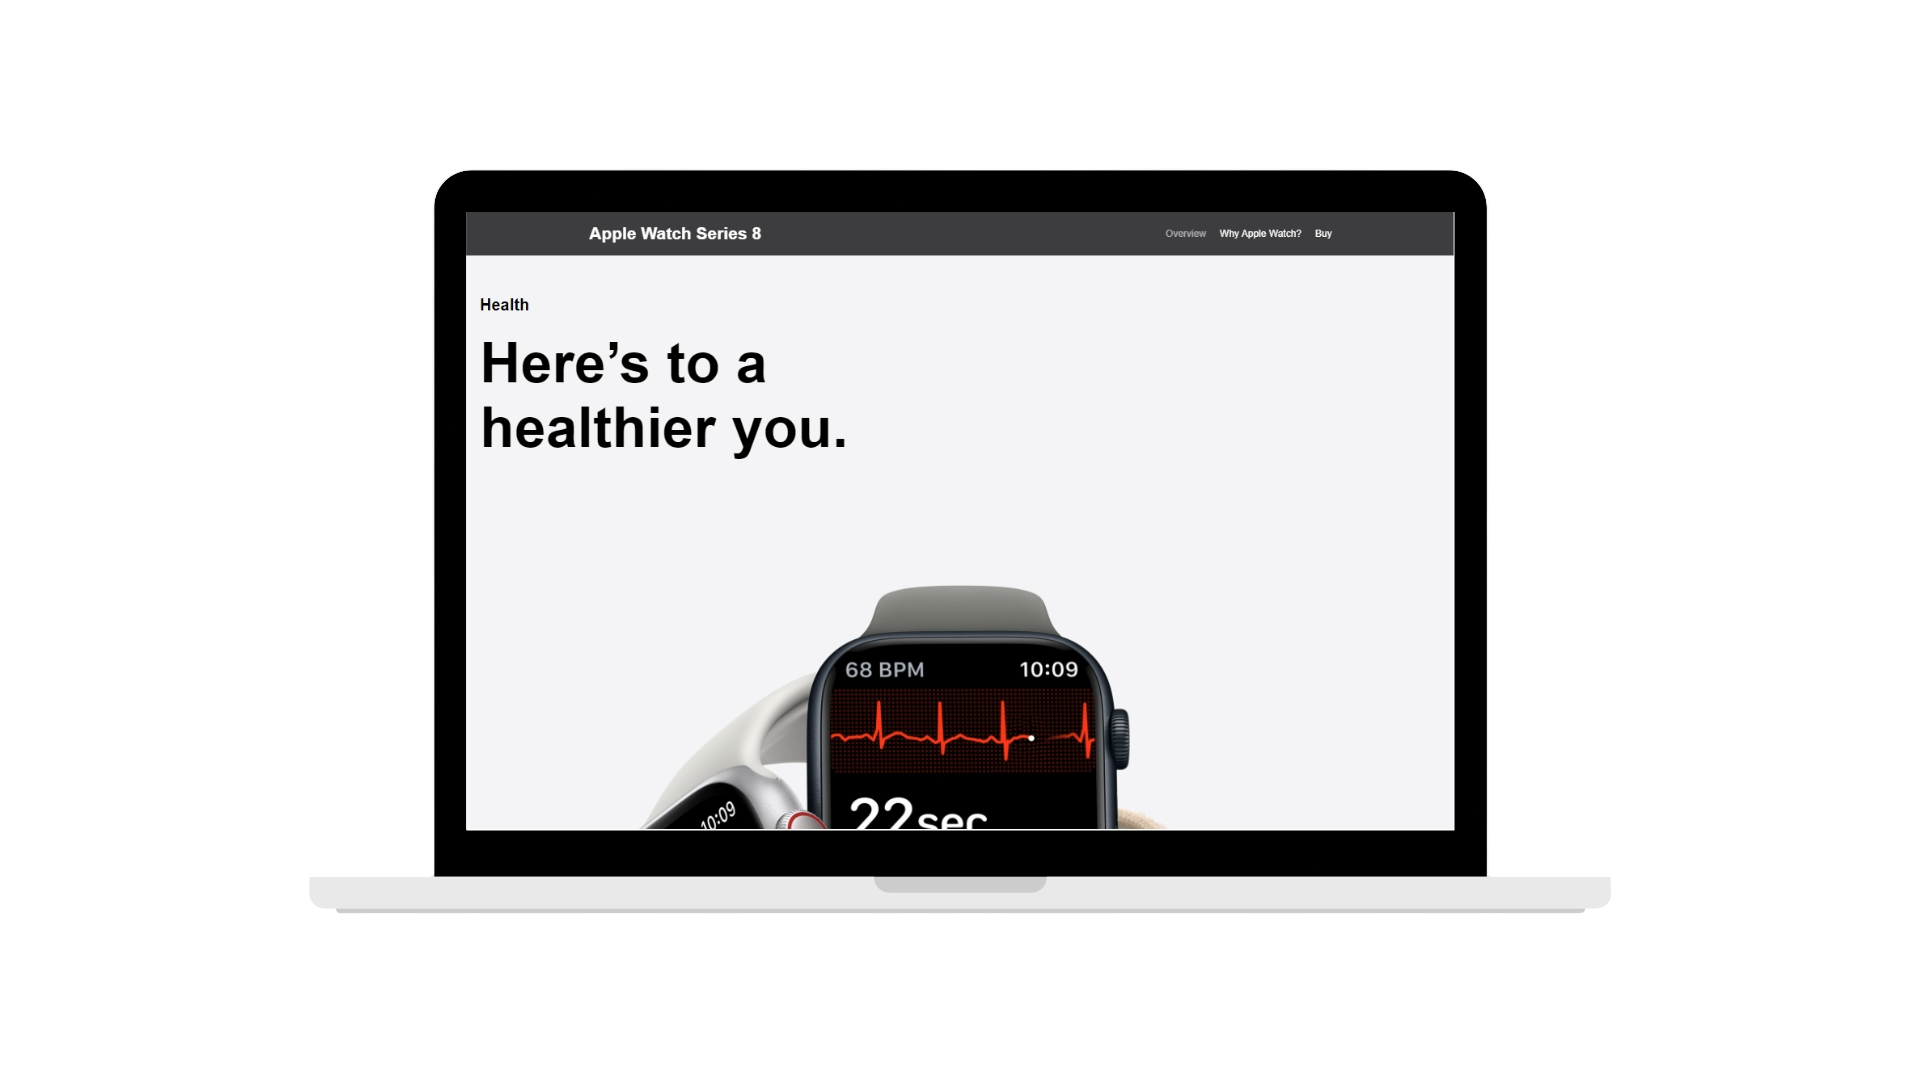 Apple Watch Series 8
Overview Why Apple Watch? Buy
Health
Here’s to a
healthier you.
68 BPM 10:09
22sec
10:09